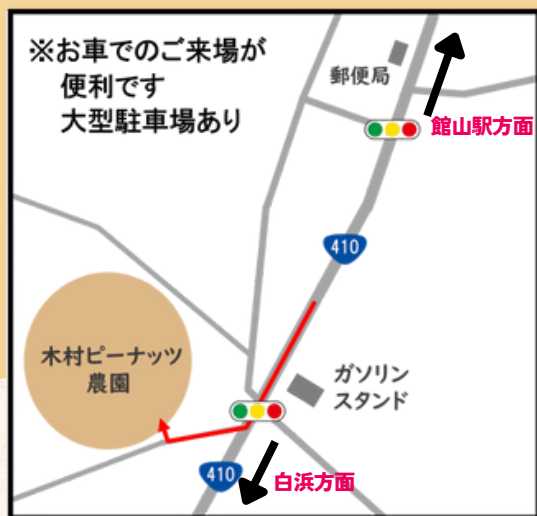 ※お車でのご来場が
便利です
大型駐車場あり
郵便局
館山駅方面
410
木村ピーナッツ
農園
ガソリン
スタンド
410
白浜方面